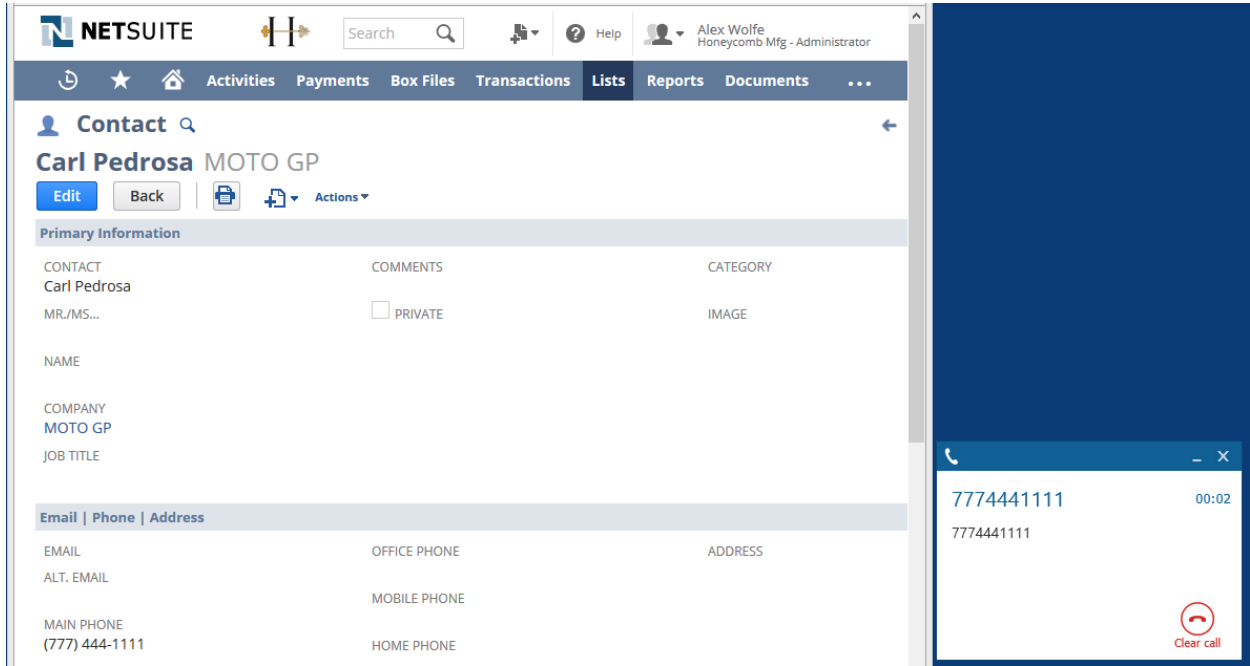 NETSUITE
Search
Help
Alex Wolfe
Honeycomb Mfg - Administrator
Activities Payments Box Files Transactions Lists Reports Documents ...
Contact
Carl Pedrosa MOTO GP
Edit Back Actions
Primary Information
CONTACT COMMENTS CATEGORY
Carl Pedrosa
MR./MS... PRIVATE IMAGE
NAME
COMPANY
MOTO GP
JOB TITLE
Email | Phone | Address
EMAIL OFFICE PHONE ADDRESS
ALT. EMAIL
MOBILE PHONE
MAIN PHONE
(777) 444-1111 HOME PHONE
7774441111 00:02
7774441111
Clear call